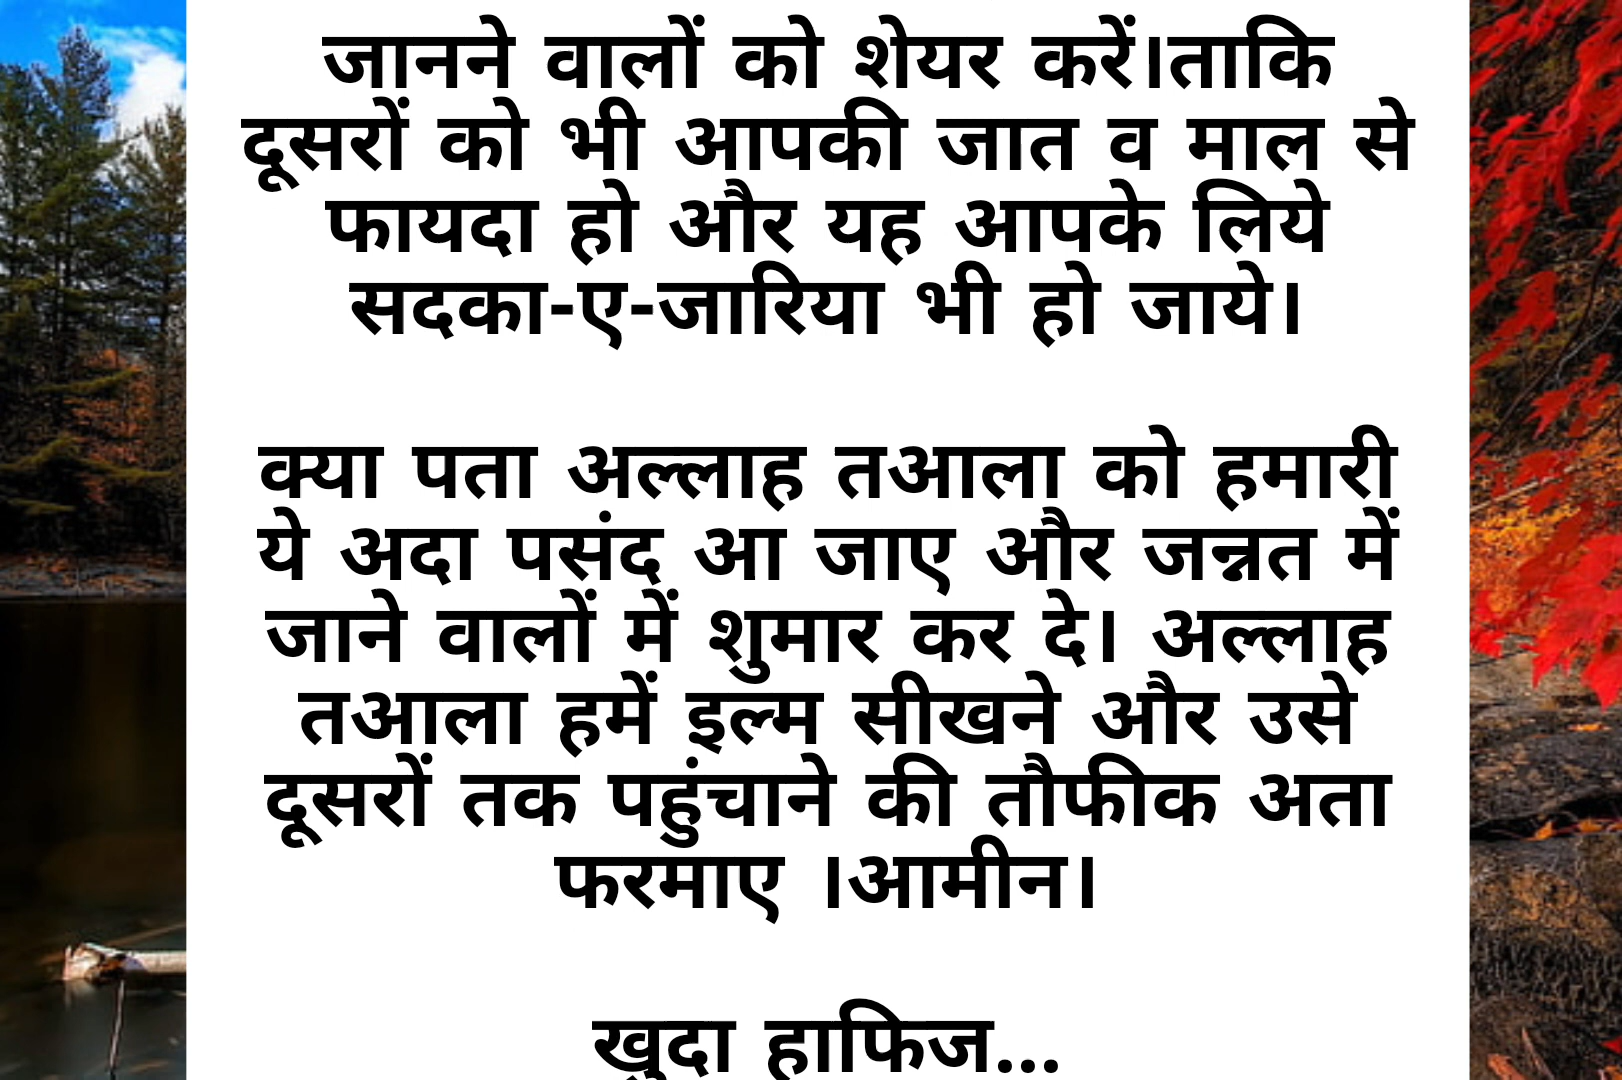 जानने वालों को शेयर करें।ताकि
दूसरों को भी आपकी जात व माल से
फायदा हो और यह आपके लिये
सदका-ए-जारिया भी हो जाये।
क्या पता अल्लाह तआला को हमारी
ये अदा पसंद आ जाए और जन्नत में
जाने वालों में शुमार कर दे। अल्लाह
तआला हमें इल्म सीखने और उसे
दूसरों तक पहुंचाने की तौफीक अता
फरमाए ।आमीन।
खुदा हाफिज...